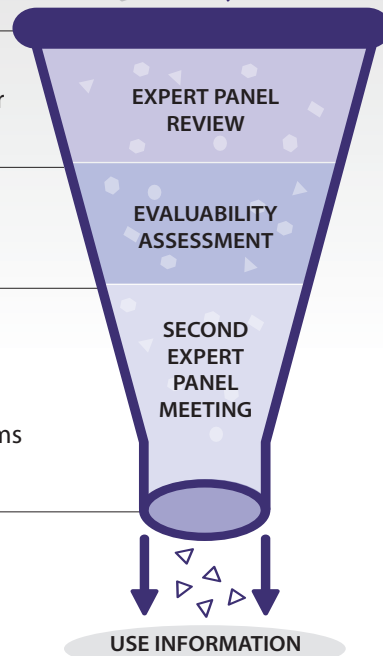 EXPERT PANEL
REVIEW
EVALUABILITY
ASSESSMENT
SECOND
EXPERT
PANEL
MEETING
USE INFORMATION